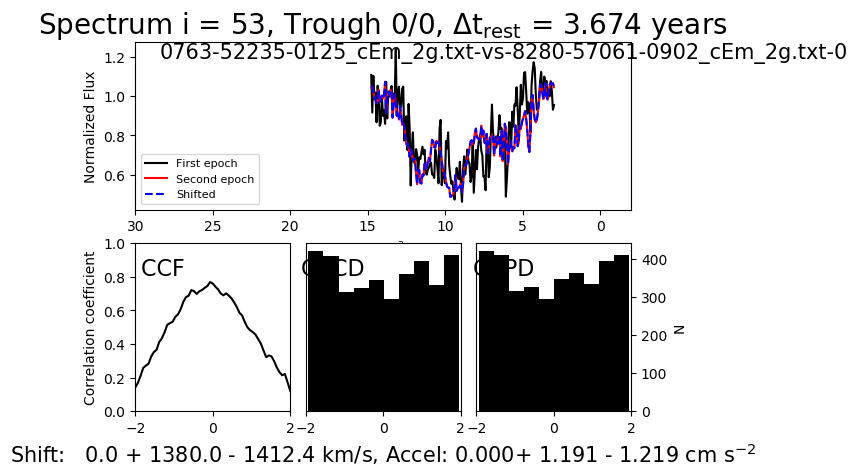 Spectrum i = 53, Trough 0/0, Δt_rest = 3.674 years
0763-52235-0125_cEm_2g.txt-vs-8280-57061-0902_cEm_2g.txt-0
Normalized Flux
1.2
1.0
0.8
0.6
First epoch
Second epoch
Shifted
30 25 20 15 10 5 0
Correlation coefficient
1.0
0.8
0.6
0.4
0.2
0.0
CCF
−2 0 2
−2 0 2
−2 0 2
400
300
200
100
0
N
Shift: 0.0 + 1380.0 - 1412.4 km/s, Accel: 0.000+ 1.191 - 1.219 cm s⁻²